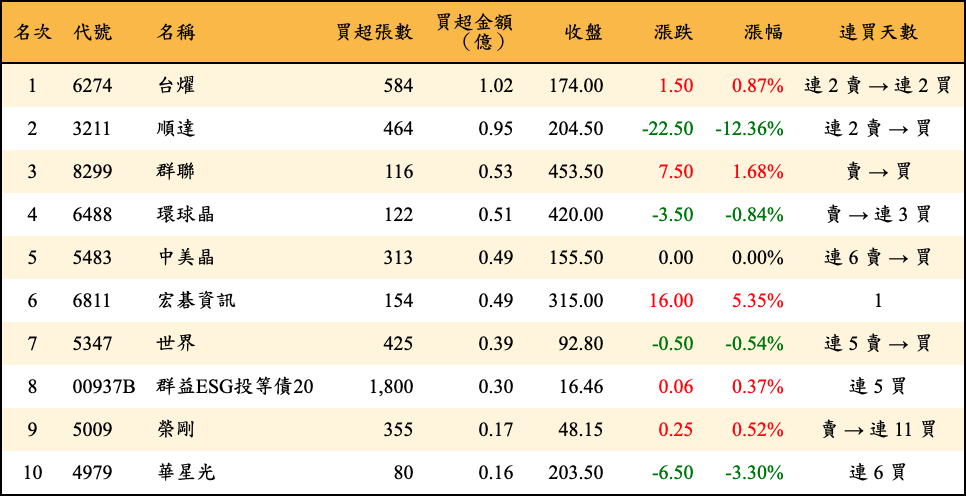 名次 代號 名稱 買超張數 買超金額（億） 收盤 漲跌 漲幅 連買天數
1 6274 台燿 584 1.02 174.00 1.50 0.87% 連 2 賣 → 連 2 買
2 3211 順達 464 0.95 204.50 -22.50 -12.36% 連 2 賣 → 買
3 8299 群聯 116 0.53 453.50 7.50 1.68% 賣 → 買
4 6488 環球晶 122 0.51 420.00 -3.50 -0.84% 賣 → 連 3 買
5 5483 中美晶 313 0.49 155.50 0.00 0.00% 連 6 賣 → 買
6 6811 宏碁資訊 154 0.49 315.00 16.00 5.35% 1
7 5347 世界 425 0.39 92.80 -0.50 -0.54% 連 5 賣 → 買
8 00937B 群益ESG投等債20 1,800 0.30 16.46 0.06 0.37% 連 5 買
9 5009 榮剛 355 0.17 48.15 0.25 0.52% 賣 → 連 11 買
10 4979 華星光 80 0.16 203.50 -6.50 -3.30% 連 6 買